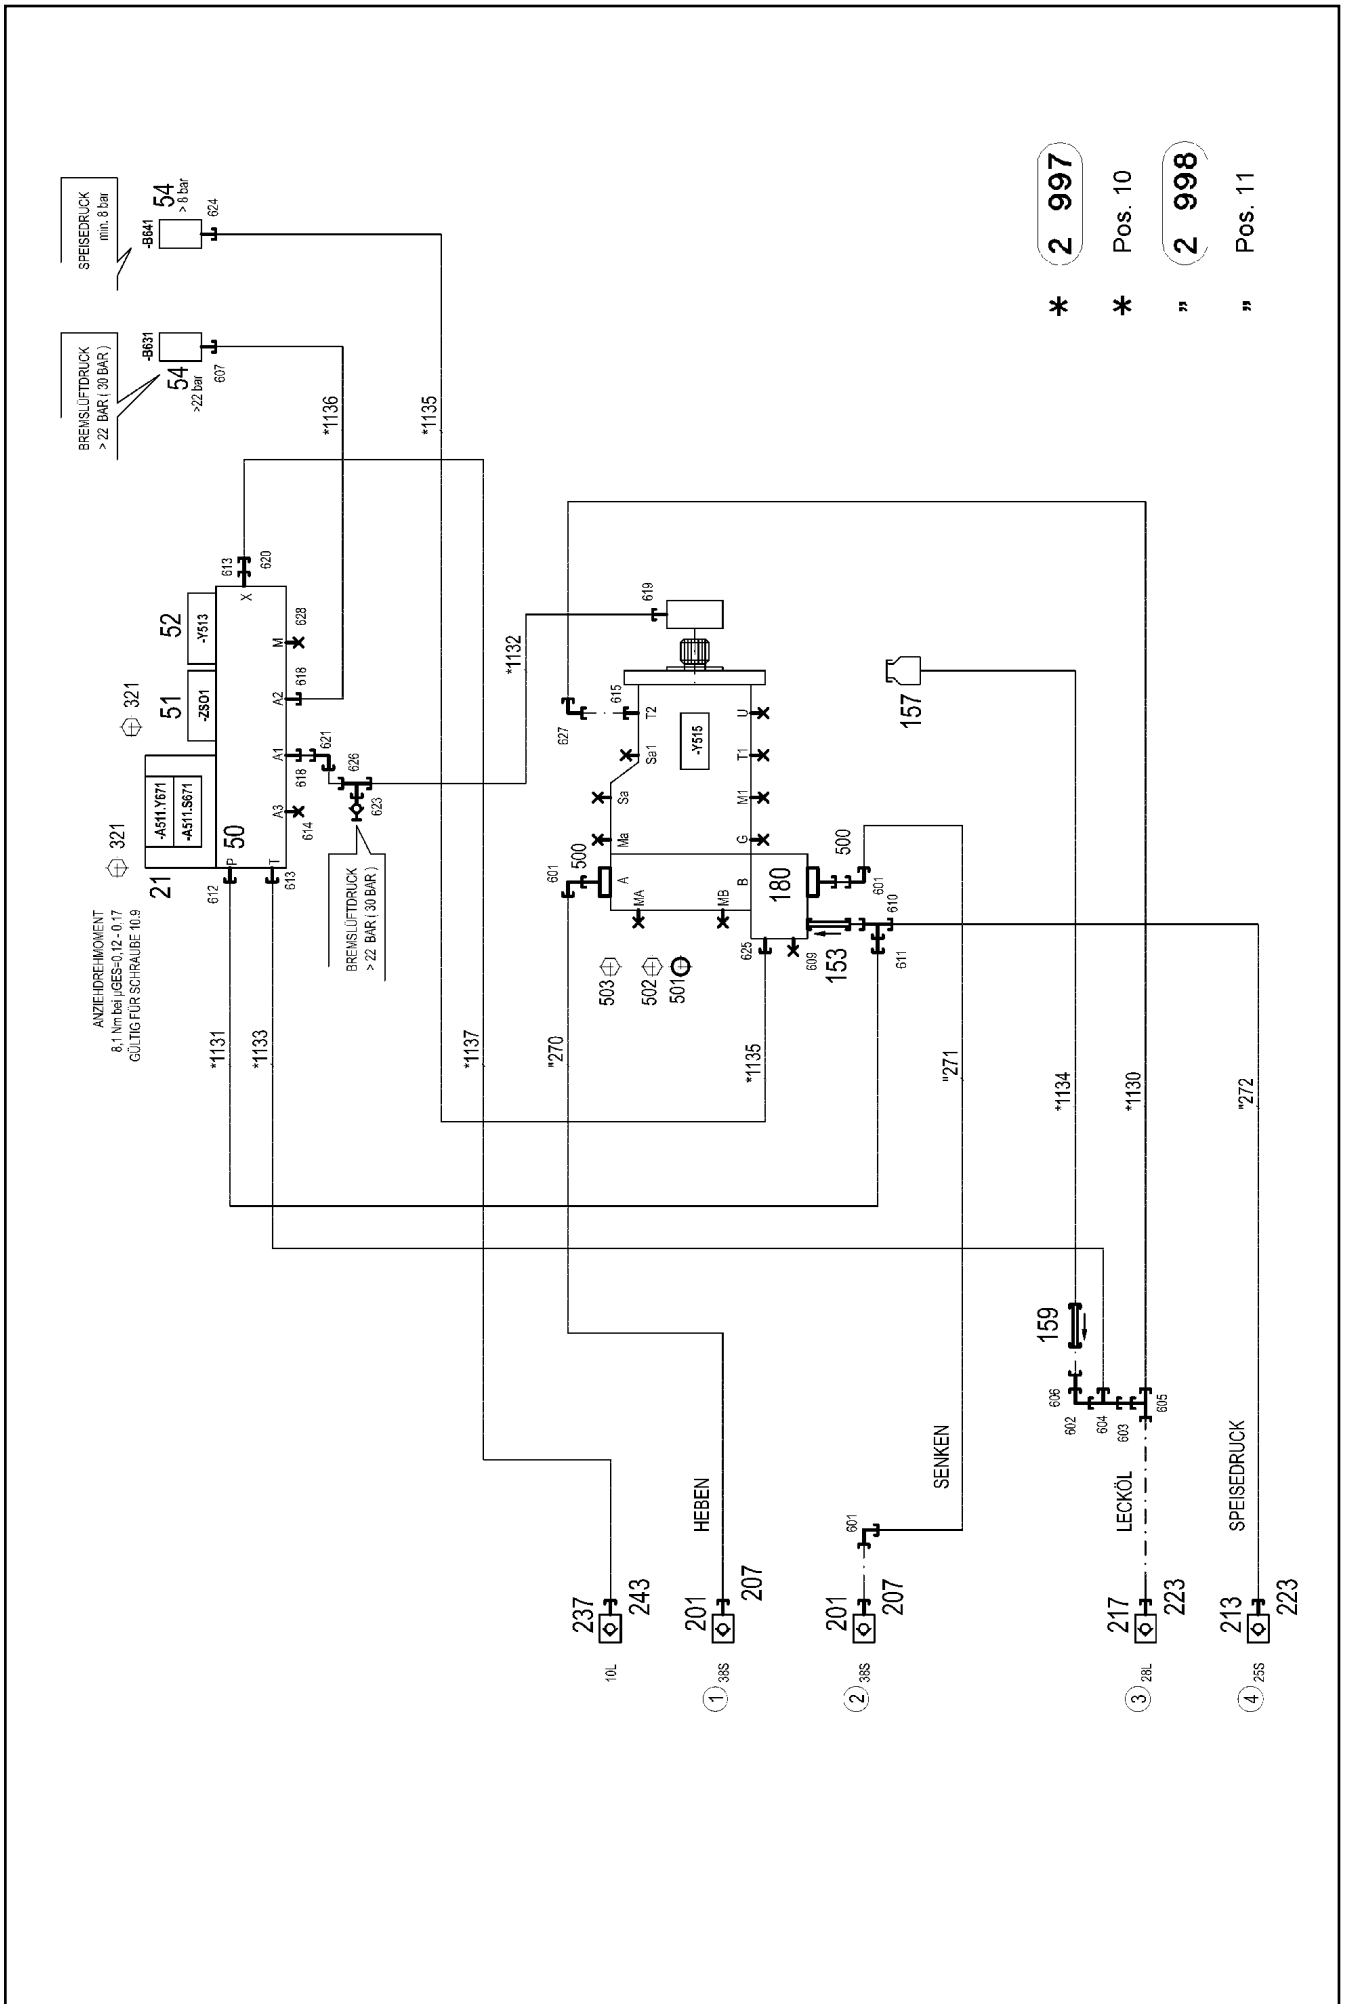 SPEISEDRUCK
min. 8 bar
-B641
54
> 8 bar
624
BREMSLÜFTDRUCK
> 22 BAR ( 30 BAR )
-B631
54
>22 bar
607
*1136
*1135
* 2 997
* Pos. 10
" 2 998
" Pos. 11
613
620
X
52
-Y513
M
628
51
-ZSO1
A2
618
321
A1
618
621
626
623
-A511.Y671
-A511.S671
A3
614
50
321
21
P
T
612
613
BREMSLÜFTDRUCK
> 22 BAR ( 30 BAR )
ANZIEHDREHMOMENT
8,1 Nm bei µGES=0,12 - 0,17
GÜLTIG FÜR SCHRAUBE 10.9
*1131
*1133
*1137
*1132
619
627
615
T2
Sa1
Sa
Ma
-Y515
U
T1
M1
G
601
500
A
MA
MB
B
180
500
601
610
611
625
609
153
503
502
501
157
"270
*1135
"271
*1134
*1130
"272
159
606
602
604
603
605
237
243
10L
HEBEN
201
207
1 38S
SENKEN
601
201
207
2 38S
LECKÖL
217
223
3 28L
SPEISEDRUCK
213
223
4 25S